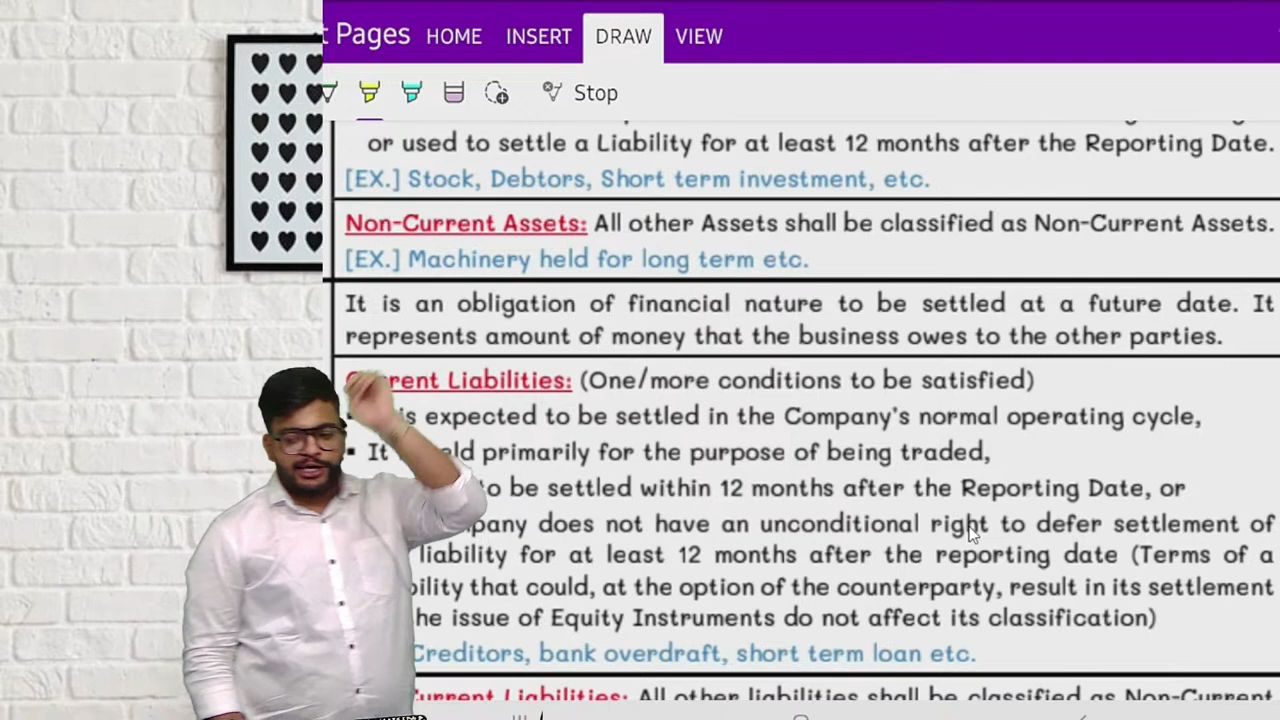 t Pages HOME INSERT DRAW VIEW
Stop
or used to settle a Liability for at least 12 months after the Reporting Date.
[EX.] Stock, Debtors, Short term investment, etc.
Non-Current Assets: All other Assets shall be classified as Non-Current Assets.
[EX.] Machinery held for long term etc.
It is an obligation of financial nature to be settled at a future date. It
represents amount of money that the business owes to the other parties.
Current Liabilities: (One/more conditions to be satisfied)
is expected to be settled in the Company's normal operating cycle,
It held primarily for the purpose of being traded,
to be settled within 12 months after the Reporting Date, or
does not have an unconditional right to defer settlement of
liability for at least 12 months after the reporting date (Terms of a
that could, at the option of the counterparty, result in its settlement
issue of Equity Instruments do not affect its classification)
Creditors, bank overdraft, short term loan etc.
Current Liabilities: All other liabilities shall be classified as Non-Current